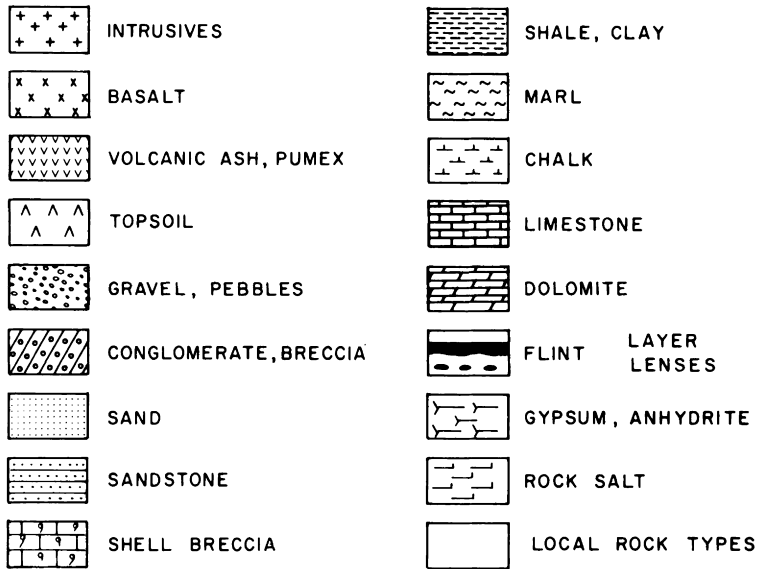 INTRUSIVES
BASALT
VOLCANIC ASH, PUMEX
TOPSOIL
GRAVEL, PEBBLES
CONGLOMERATE, BRECCIA
SAND
SANDSTONE
SHELL BRECCIA
SHALE, CLAY
MARL
CHALK
LIMESTONE
DOLOMITE
FLINT LAYER
LENSES
GYPSUM, ANHYDRITE
ROCK SALT
LOCAL ROCK TYPES